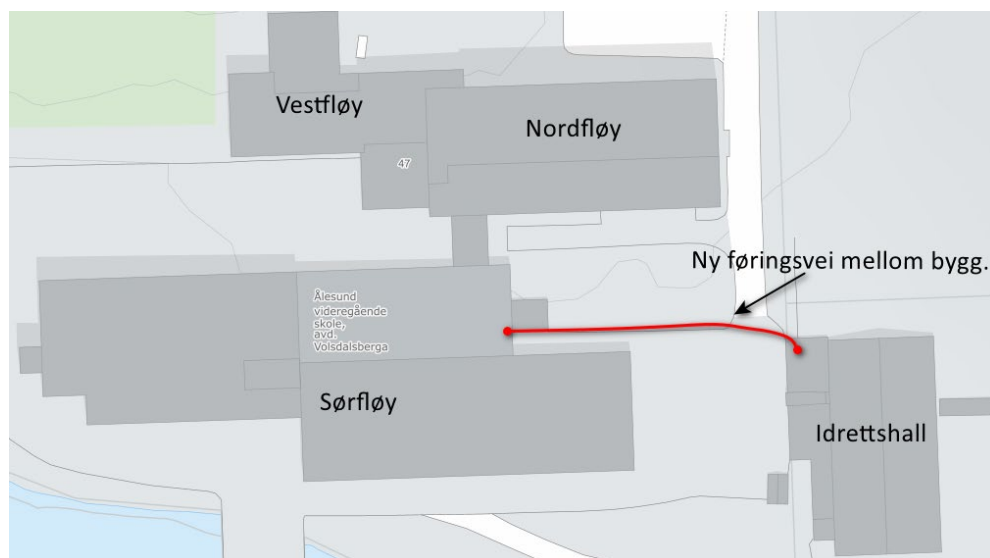 Vestfløy
Nordfløy
47
Ny føringsvei mellom bygg.
Ålesund
videregående
skole,
avd.
Volsdalsberga
Sørfløy
Idrettshall